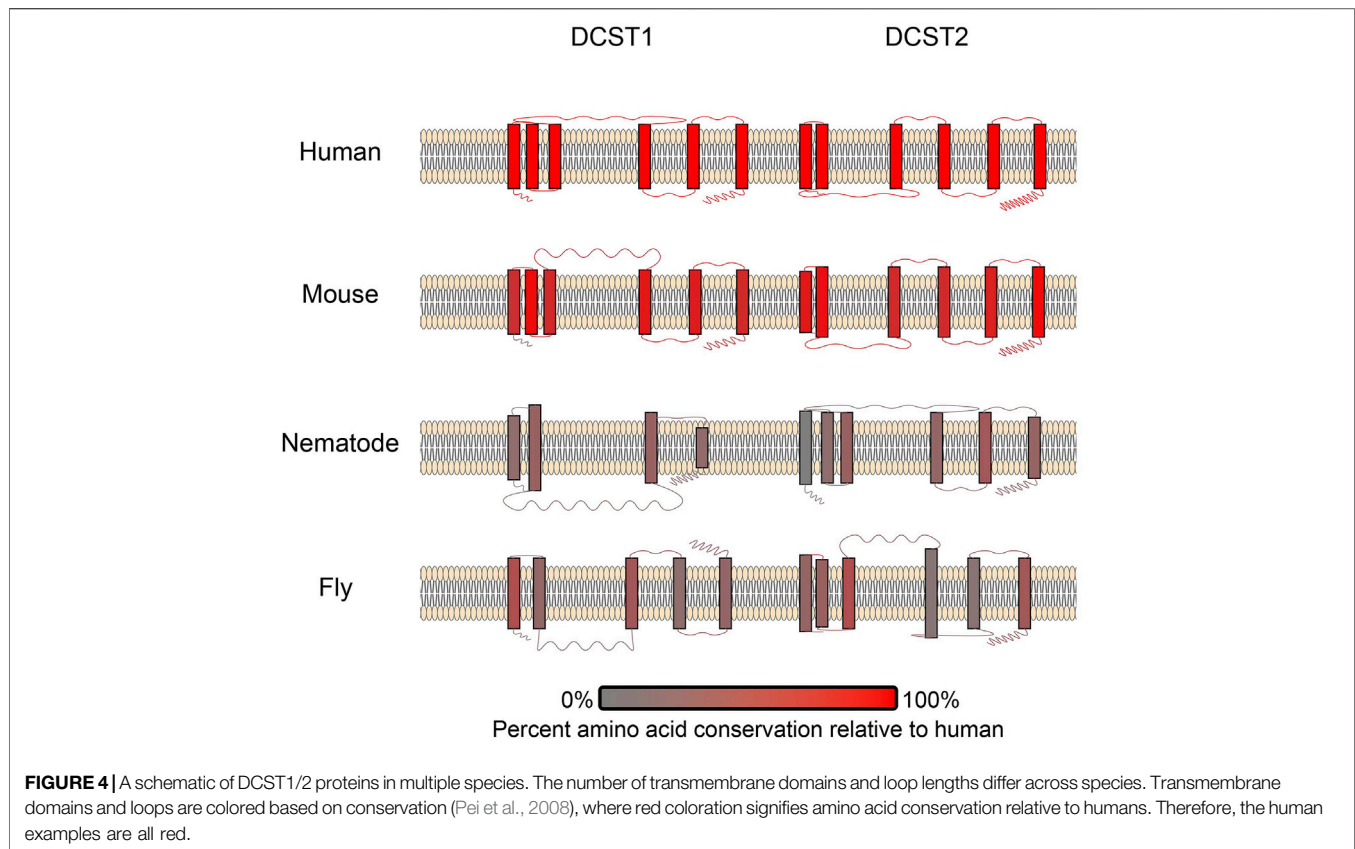 DCST1 DCST2
Human
Mouse
Nematode
Fly
0% 100%
Percent amino acid conservation relative to human
FIGURE 4 | A schematic of DCST1/2 proteins in multiple species. The number of transmembrane domains and loop lengths differ across species. Transmembrane
domains and loops are colored based on conservation (Pei et al., 2008), where red coloration signifies amino acid conservation relative to humans. Therefore, the human
examples are all red.